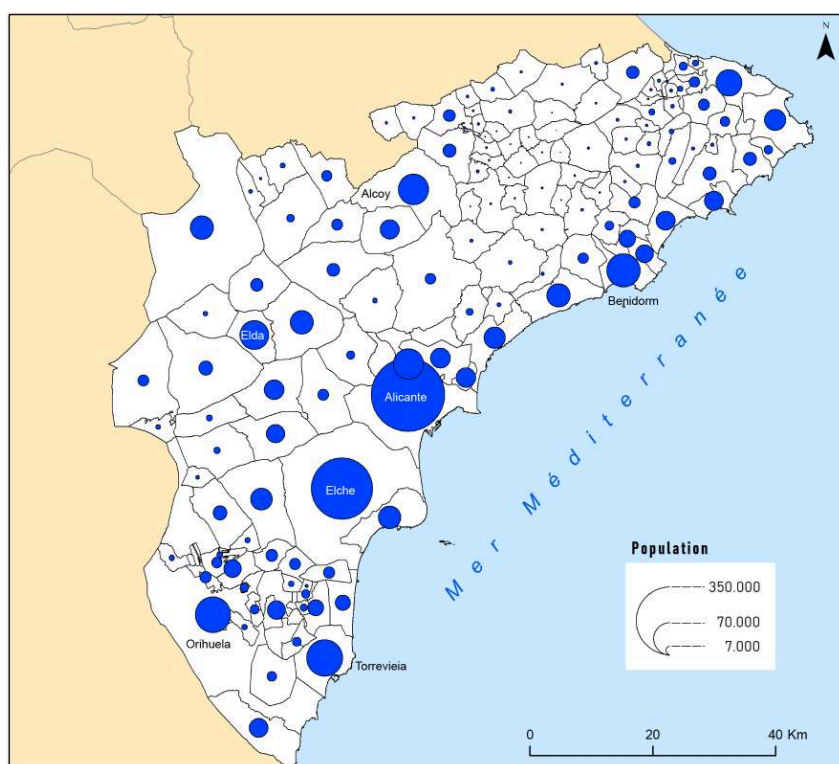 N
Alcoy
Benidorm
Elda
Alicante
Elche
Mer Méditerranée
Orihuela
Torrevieia
Population
350.000
70.000
7.000
0 20 40 Km